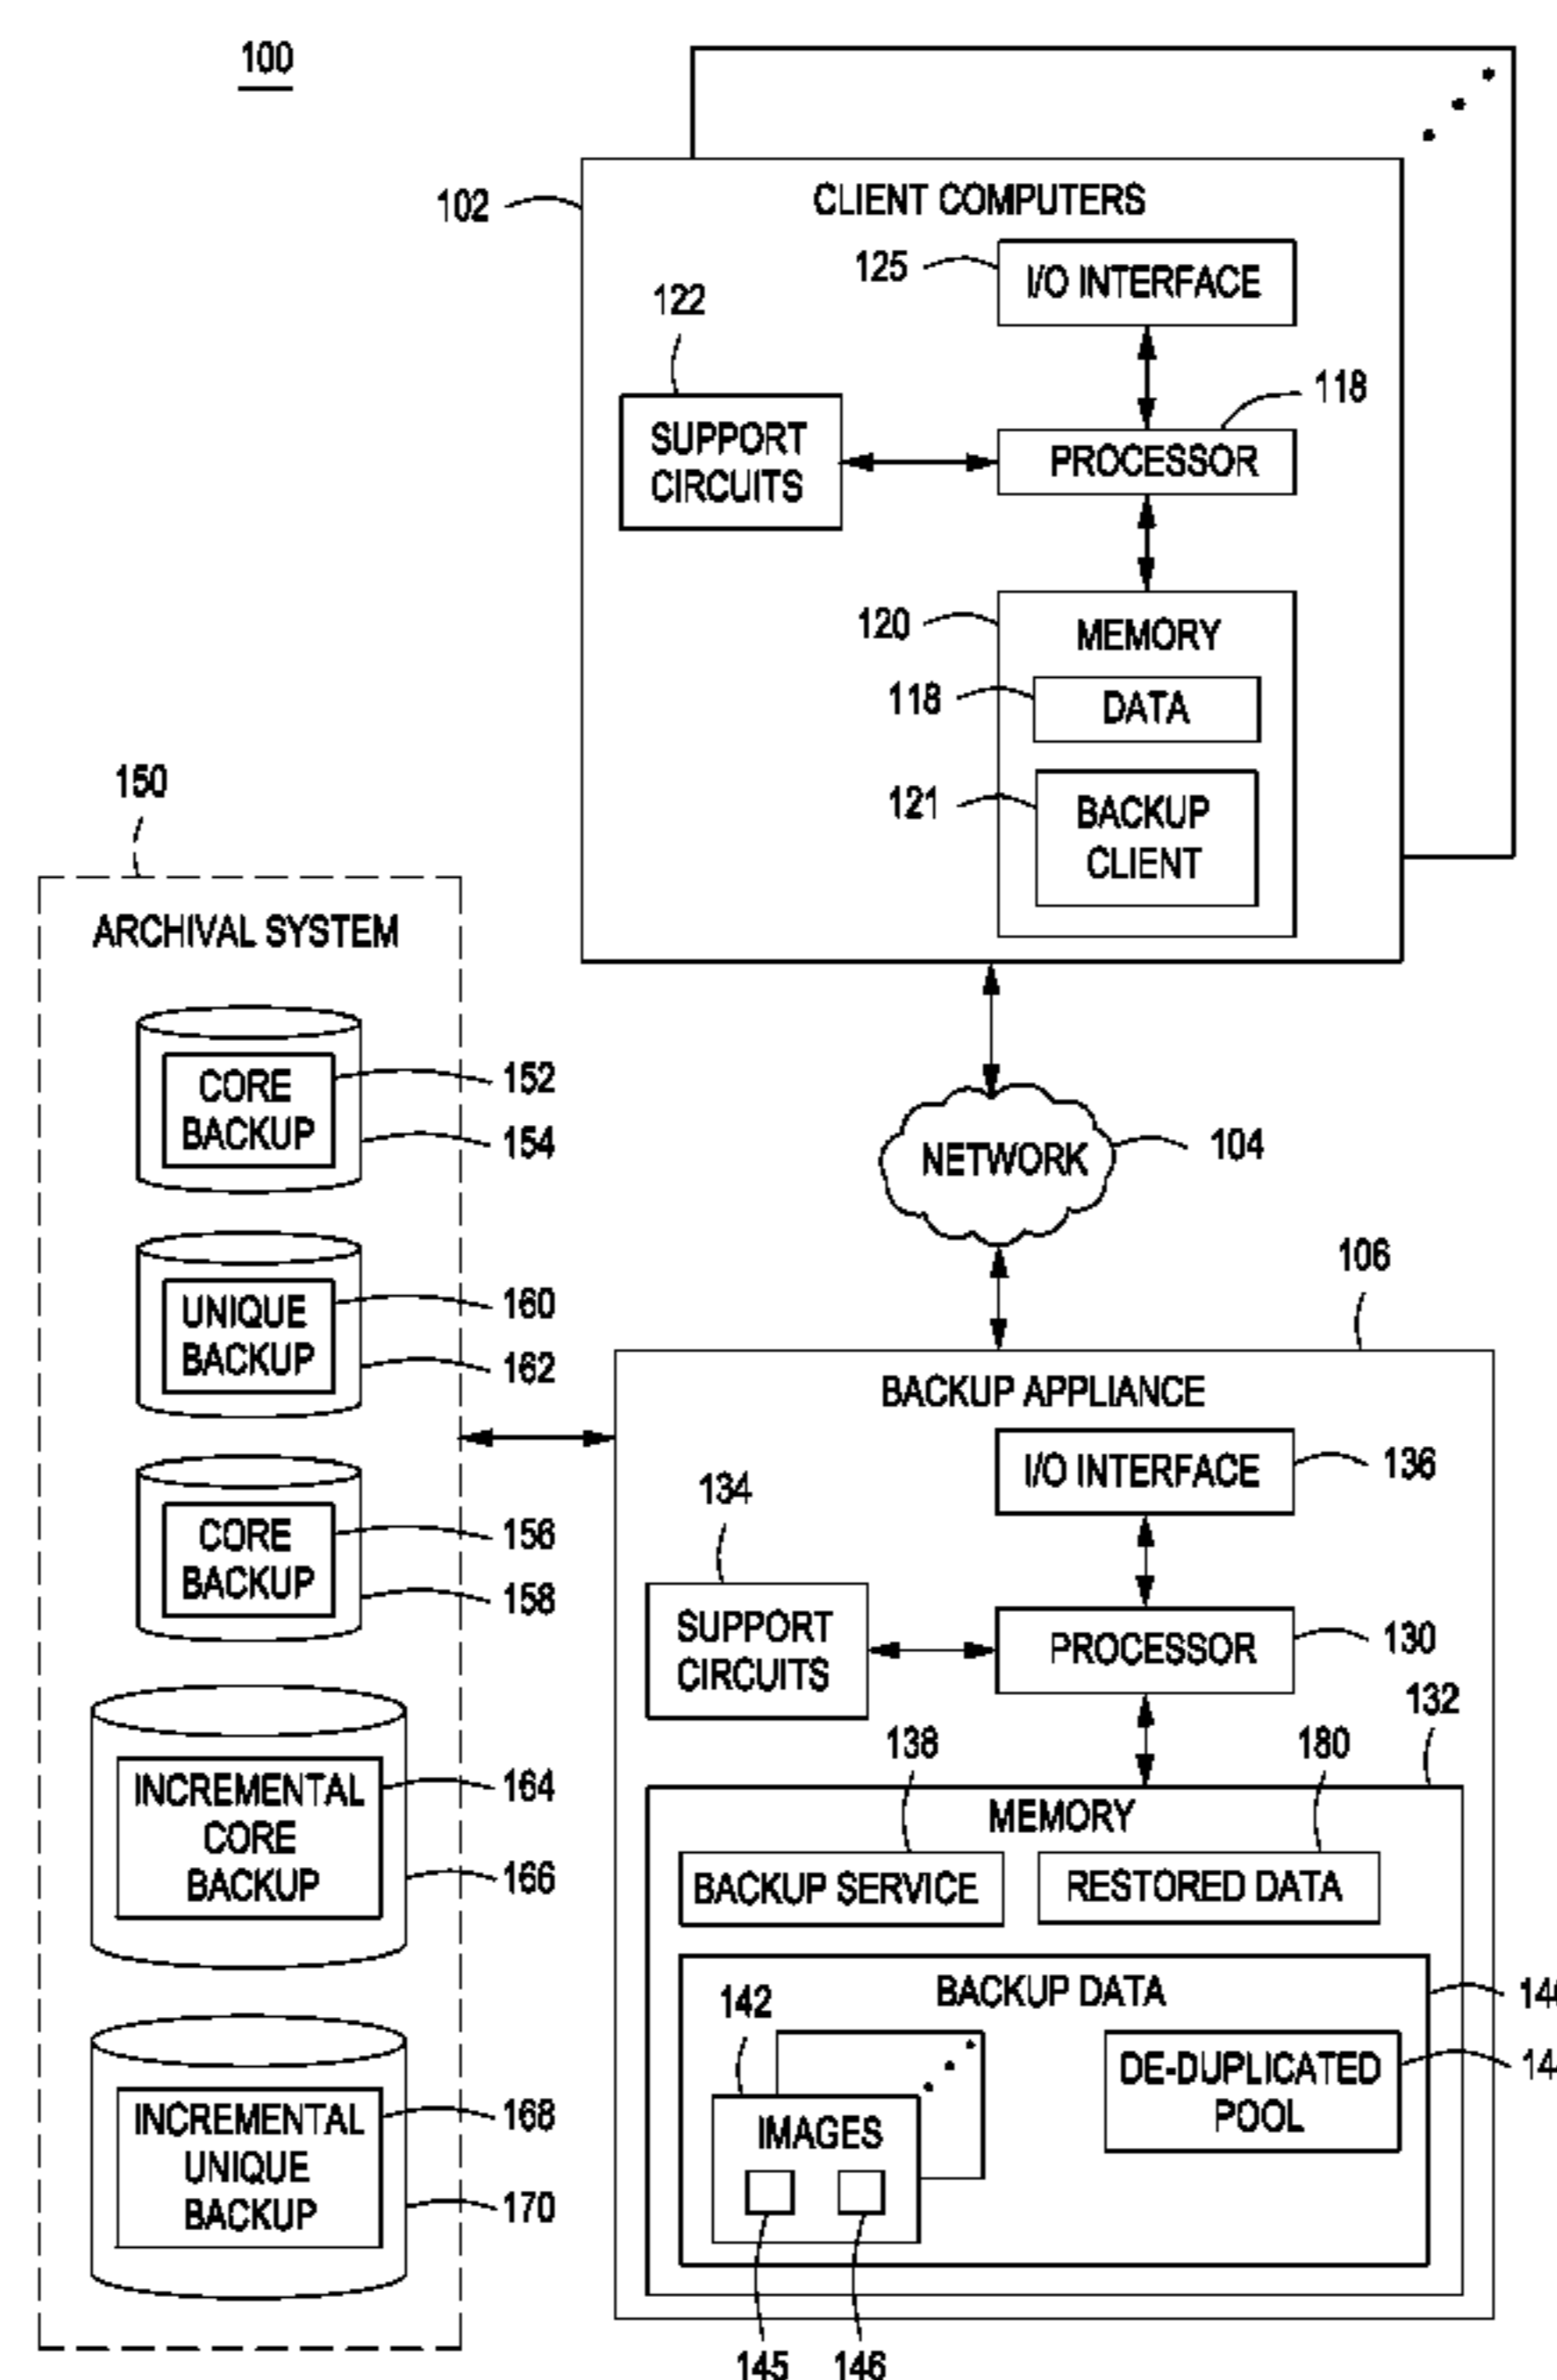 100
CLIENT COMPUTERS
102
125
I/O INTERFACE
122
118
SUPPORT
CIRCUITS
PROCESSOR
120
MEMORY
118
DATA
121
BACKUP
CLIENT
150
ARCHIVAL SYSTEM
CORE
BACKUP
152
154
NETWORK
104
UNIQUE
BACKUP
160
162
106
BACKUP APPLIANCE
I/O INTERFACE
136
134
CORE
BACKUP
156
158
SUPPORT
CIRCUITS
PROCESSOR
130
132
138
180
MEMORY
INCREMENTAL
CORE
BACKUP
164
166
BACKUP SERVICE
RESTORED DATA
BACKUP DATA
142
DE-DUPLICATED
POOL
IMAGES
INCREMENTAL
UNIQUE
BACKUP
168
170
145
146